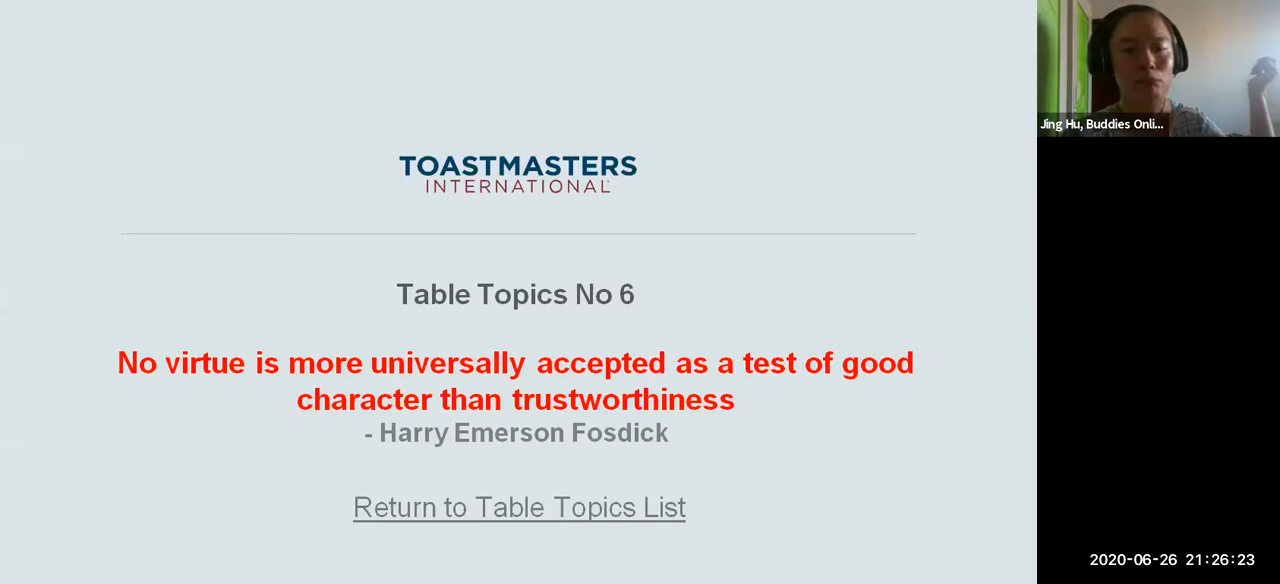 TOASTMASTERS
INTERNATIONAL
Table Topics No 6
No virtue is more universally accepted as a test of good
character than trustworthiness
- Harry Emerson Fosdick
Return to Table Topics List
Jing Hu, Buddies Onli...
2020-06-26 21:26:23